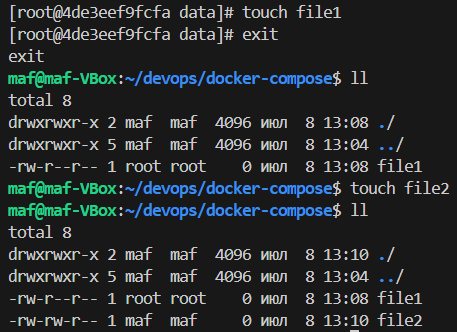 [root@4de3eef9fcfa data]# touch file1
[root@4de3eef9fcfa data]# exit
exit
maf@maf-VBox:~/devops/docker-compose$ ll
total 8
drwxrwxr-x 2 maf  maf  4096 июл  8 13:08 ./
drwxrwxr-x 5 maf  maf  4096 июл  8 13:04 ../
-rw-r--r-- 1 root root    0 июл  8 13:08 file1
maf@maf-VBox:~/devops/docker-compose$ touch file2
maf@maf-VBox:~/devops/docker-compose$ ll
total 8
drwxrwxr-x 2 maf  maf  4096 июл  8 13:10 ./
drwxrwxr-x 5 maf  maf  4096 июл  8 13:04 ../
-rw-r--r-- 1 root root    0 июл  8 13:08 file1
-rw-rw-r-- 1 maf  maf     0 июл  8 13:10 file2